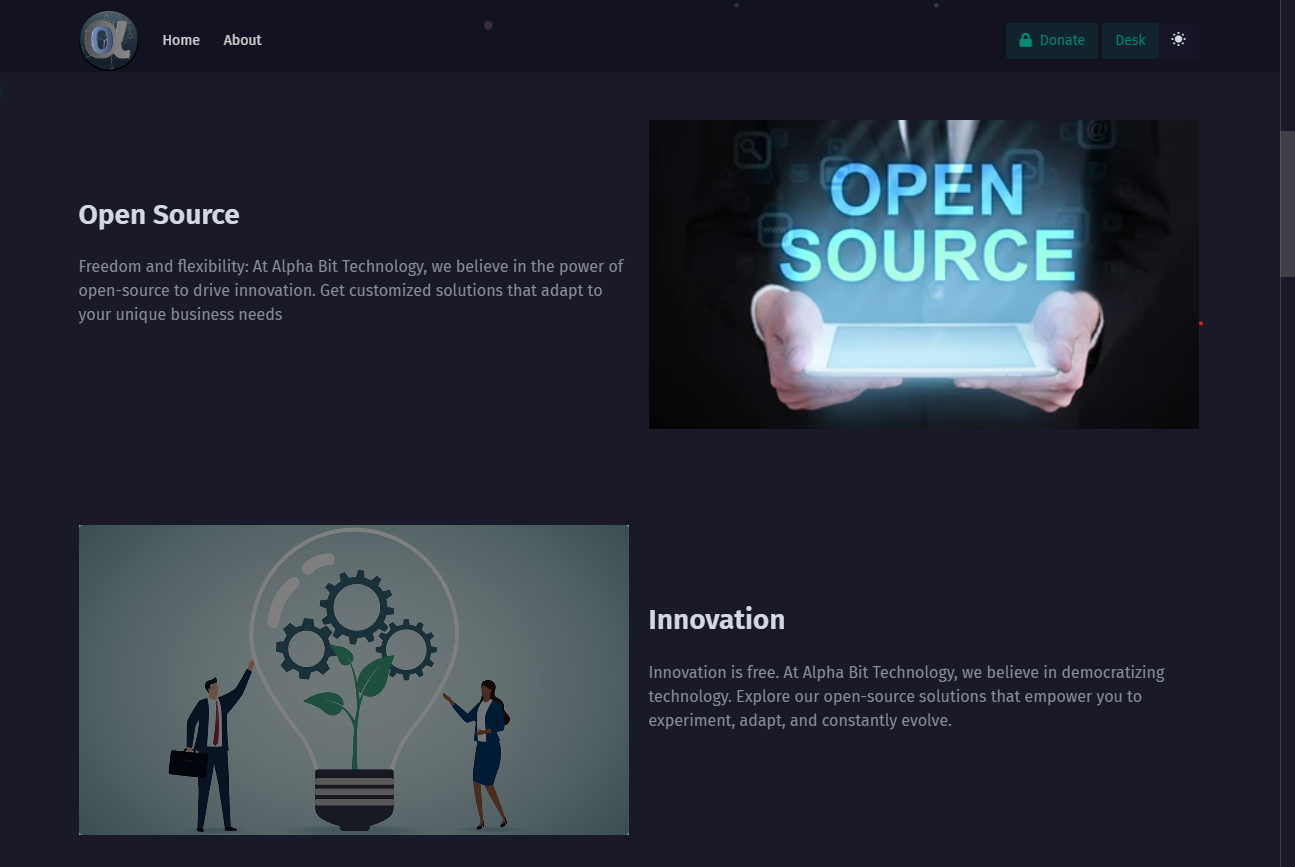 Home
About
Donate
Desk
OPEN
SOURCE
Open Source
Freedom and flexibility: At Alpha Bit Technology, we believe in the power of
open-source to drive innovation. Get customized solutions that adapt to
your unique business needs
Innovation
Innovation is free. At Alpha Bit Technology, we believe in democratizing
technology. Explore our open-source solutions that empower you to
experiment, adapt, and constantly evolve.